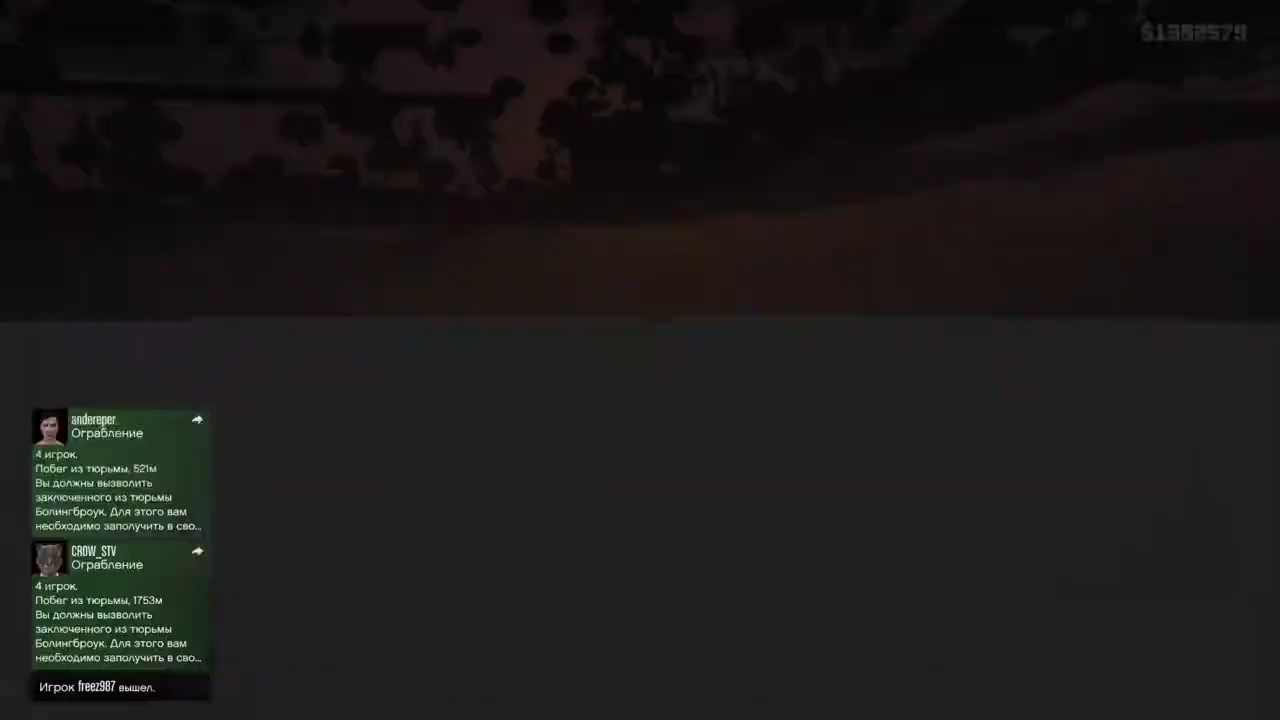 $1382579
andereper
Ограбление
4 игрок.
Побег из тюрьмы, 521м
Вы должны вызволить
заключенного из тюрьмы
Болингброук. Для этого вам
необходимо заполучить в сво...
CROW_STV
Ограбление
4 игрок.
Побег из тюрьмы, 1753м
Вы должны вызволить
заключенного из тюрьмы
Болингброук. Для этого вам
необходимо заполучить в сво...
Игрок freez987 вышел.